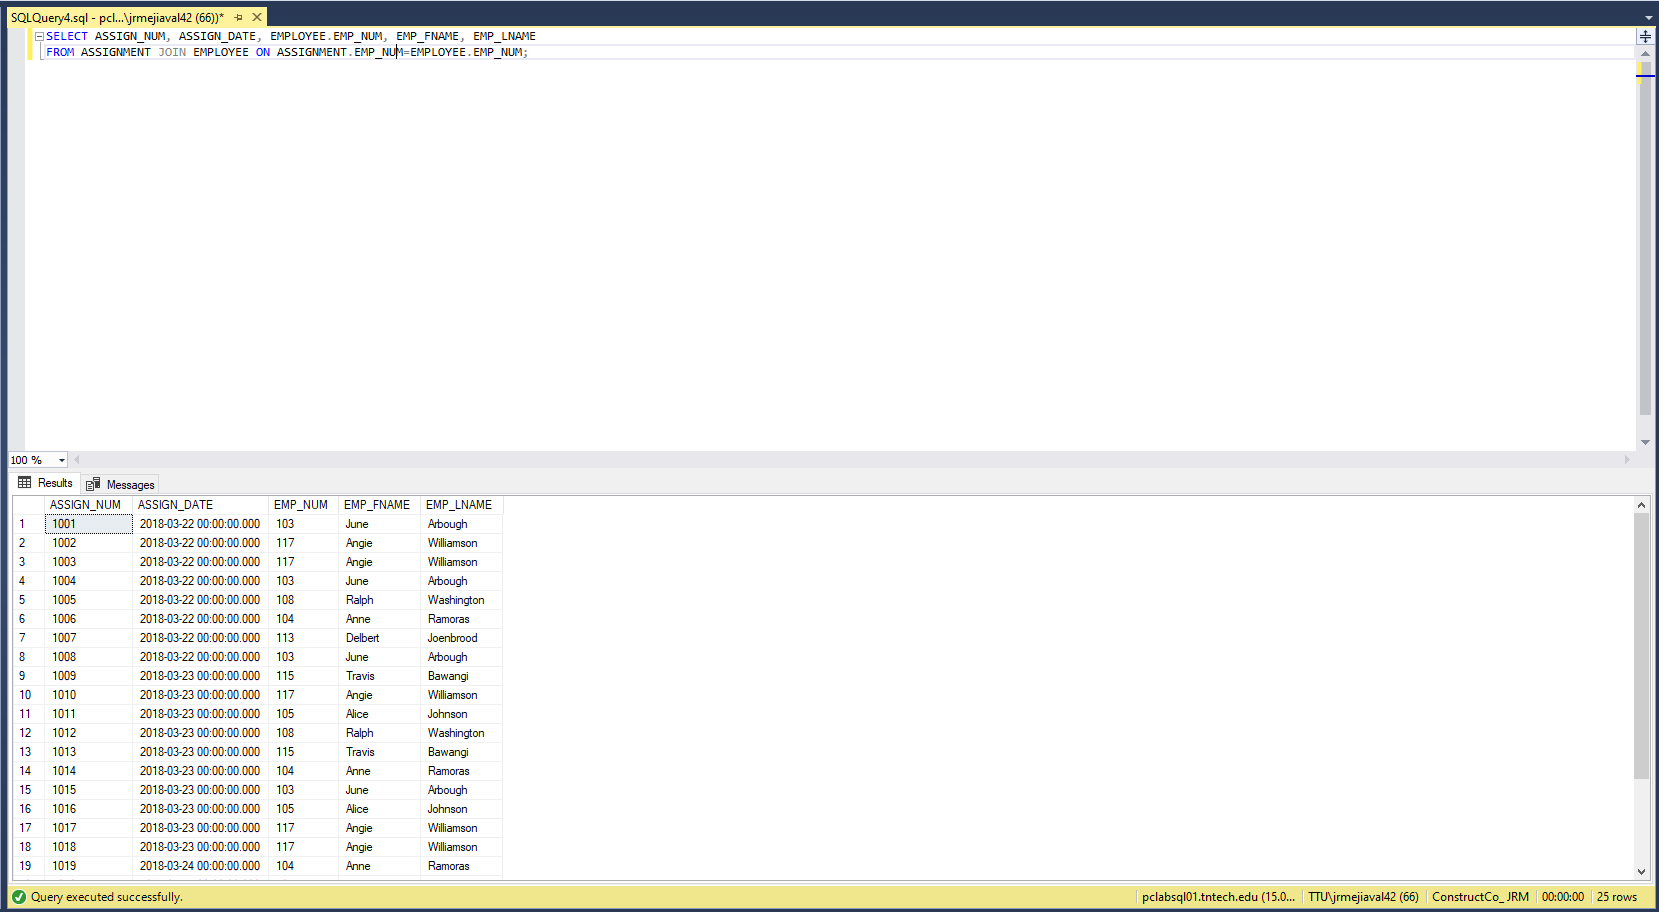 SQLQuery4.sql - pcl...\jrmejiaval42 (66))*
SELECT ASSIGN_NUM, ASSIGN_DATE, EMPLOYEE.EMP_NUM, EMP_FNAME, EMP_LNAME
FROM ASSIGNMENT JOIN EMPLOYEE ON ASSIGNMENT.EMP_NUM=EMPLOYEE.EMP_NUM;
100 %
Results Messages
ASSIGN_NUM ASSIGN_DATE EMP_NUM EMP_FNAME EMP_LNAME
1 1001 2018-03-22 00:00:00.000 103 June Arbough
2 1002 2018-03-22 00:00:00.000 117 Angie Williamson
3 1003 2018-03-22 00:00:00.000 117 Angie Williamson
4 1004 2018-03-22 00:00:00.000 103 June Arbough
5 1005 2018-03-22 00:00:00.000 108 Ralph Washington
6 1006 2018-03-22 00:00:00.000 104 Anne Ramoras
7 1007 2018-03-22 00:00:00.000 113 Delbert Joenbrood
8 1008 2018-03-22 00:00:00.000 103 June Arbough
9 1009 2018-03-23 00:00:00.000 115 Travis Bawangi
10 1010 2018-03-23 00:00:00.000 117 Angie Williamson
11 1011 2018-03-23 00:00:00.000 105 Alice Johnson
12 1012 2018-03-23 00:00:00.000 108 Ralph Washington
13 1013 2018-03-23 00:00:00.000 115 Travis Bawangi
14 1014 2018-03-23 00:00:00.000 104 Anne Ramoras
15 1015 2018-03-23 00:00:00.000 103 June Arbough
16 1016 2018-03-23 00:00:00.000 105 Alice Johnson
17 1017 2018-03-23 00:00:00.000 117 Angie Williamson
18 1018 2018-03-23 00:00:00.000 117 Angie Williamson
19 1019 2018-03-24 00:00:00.000 104 Anne Ramoras
Query executed successfully. pclabsql01.tntech.edu (15.0... TTU\jrmejiaval42 (66) ConstructCo_JRM 00:00:00 25 rows